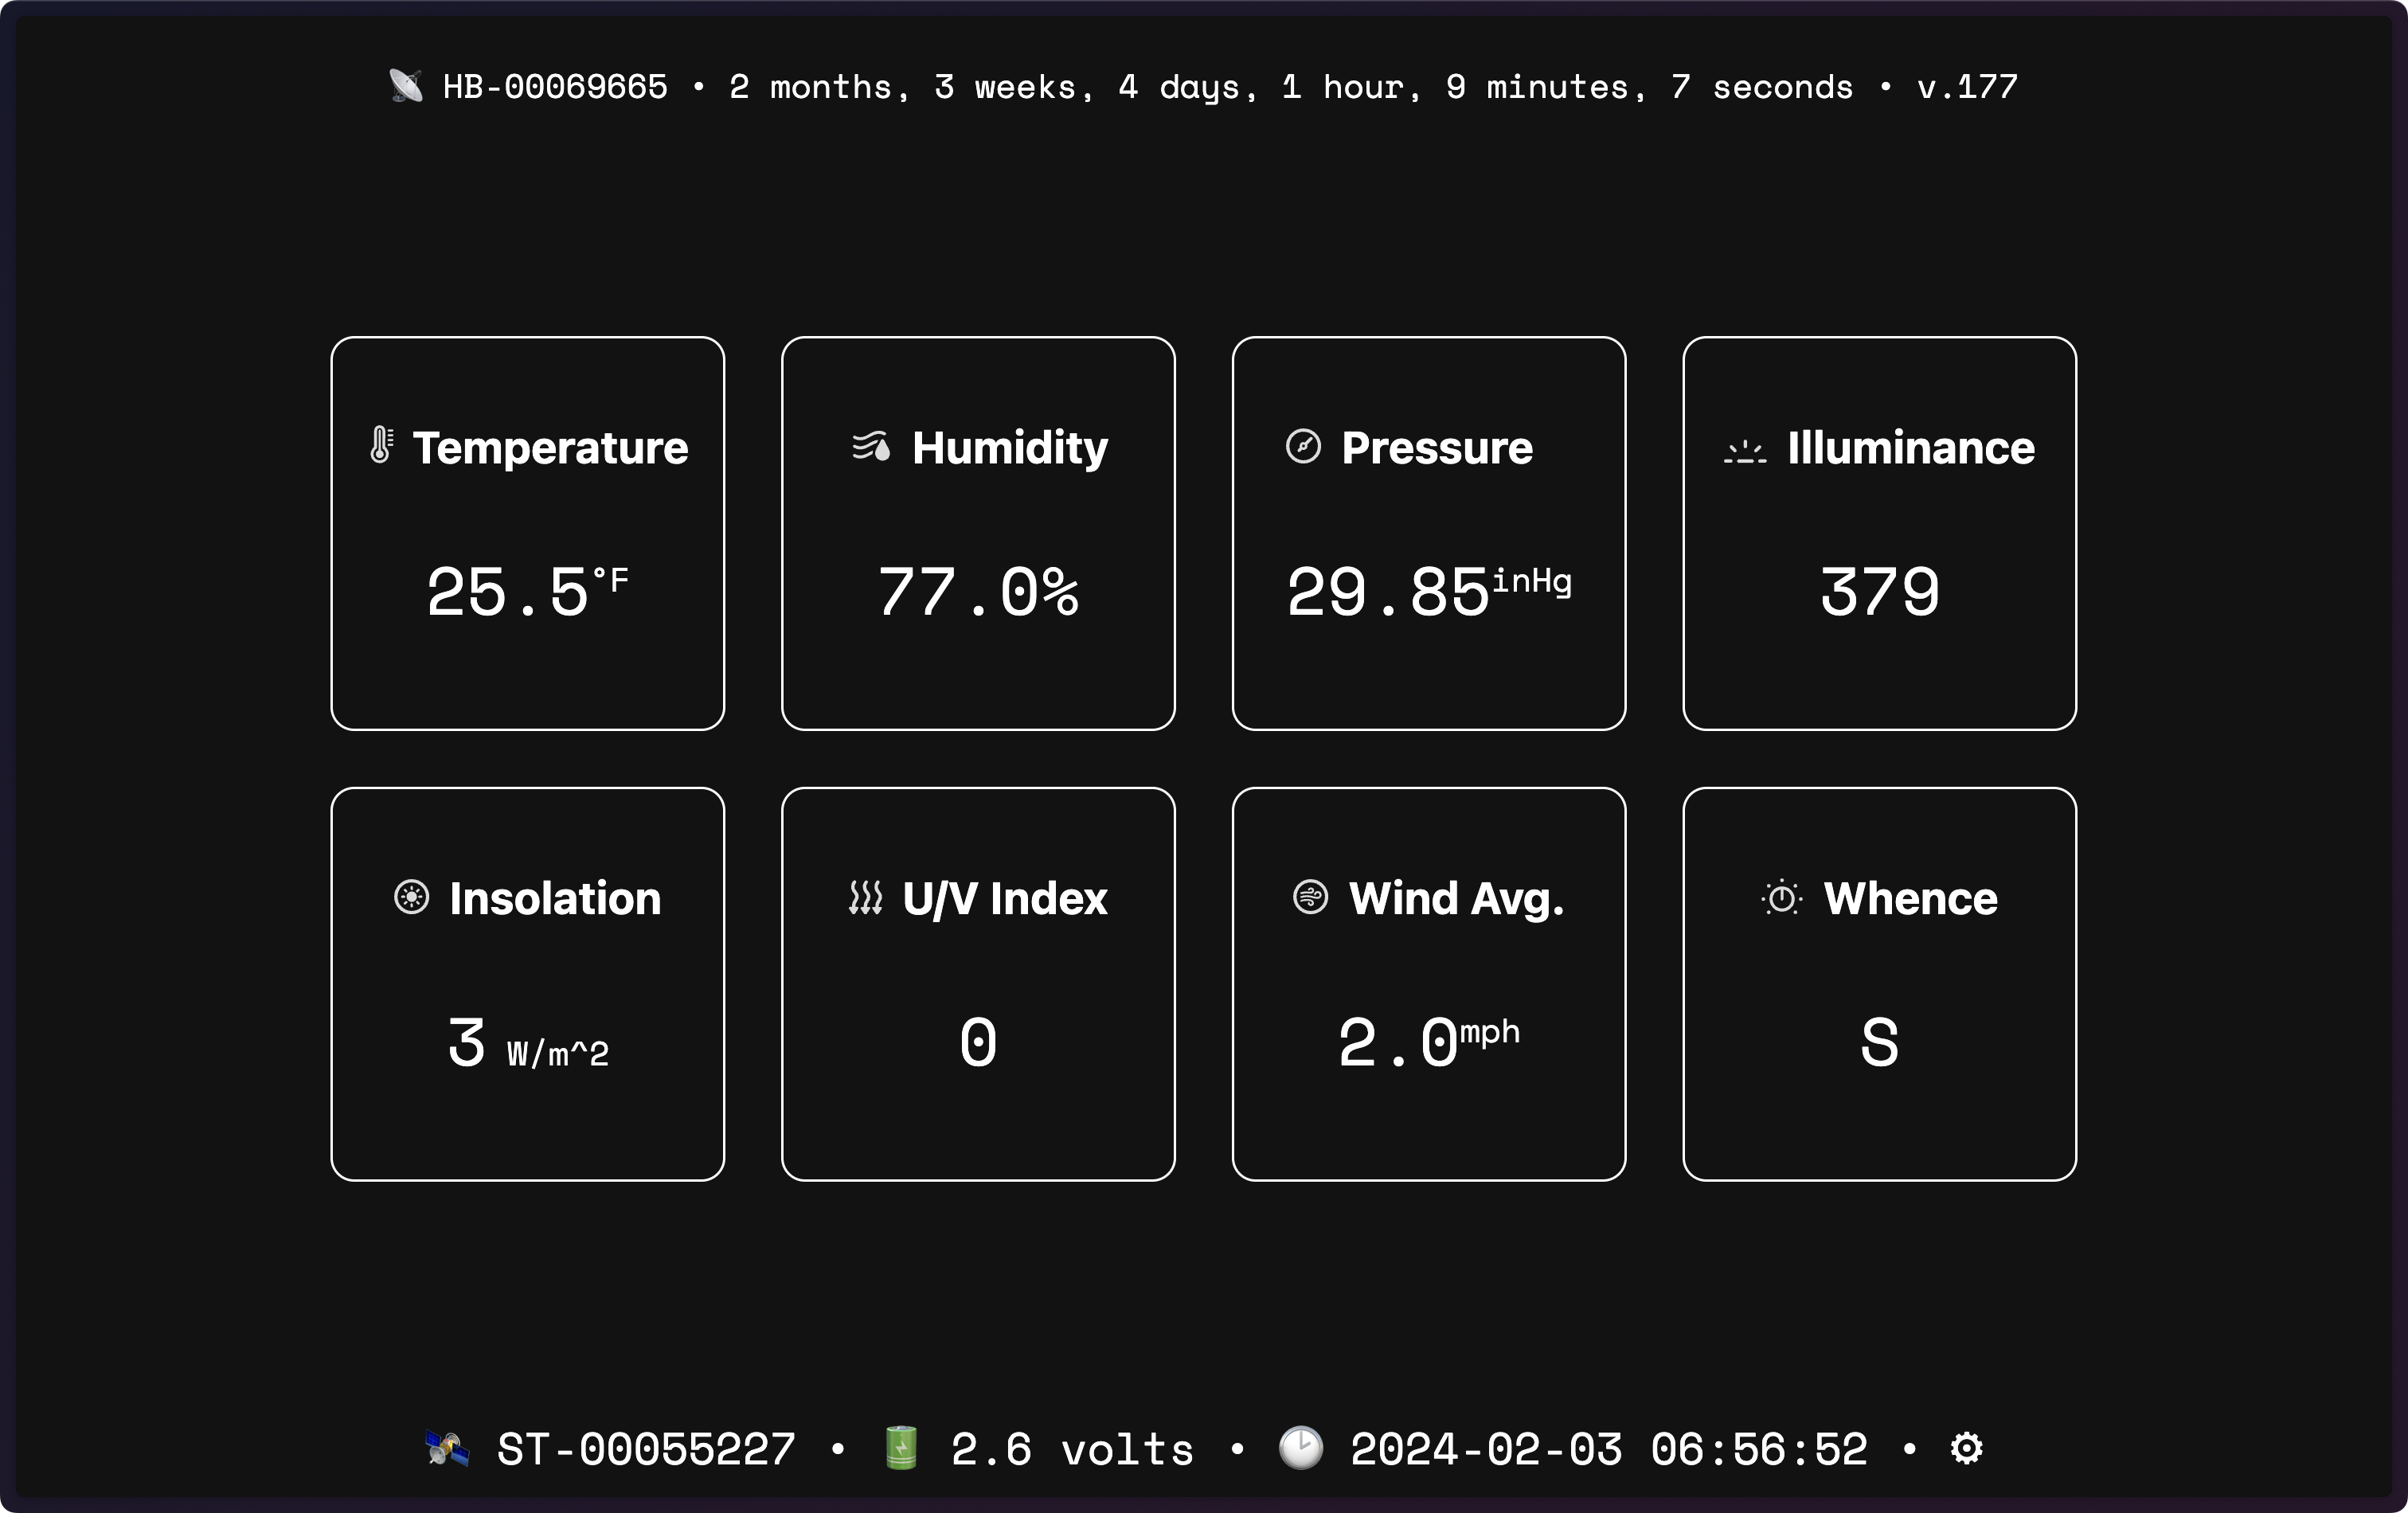 HB-00069665 • 2 months, 3 weeks, 4 days, 1 hour, 9 minutes, 7 seconds • v.177
Temperature
25.5°F
Humidity
77.0%
Pressure
29.85inHg
Illuminance
379
Insolation
3 W/m^2
U/V Index
0
Wind Avg.
2.0mph
Whence
S
ST-00055227 • 2.6 volts • 2024-02-03 06:56:52 •